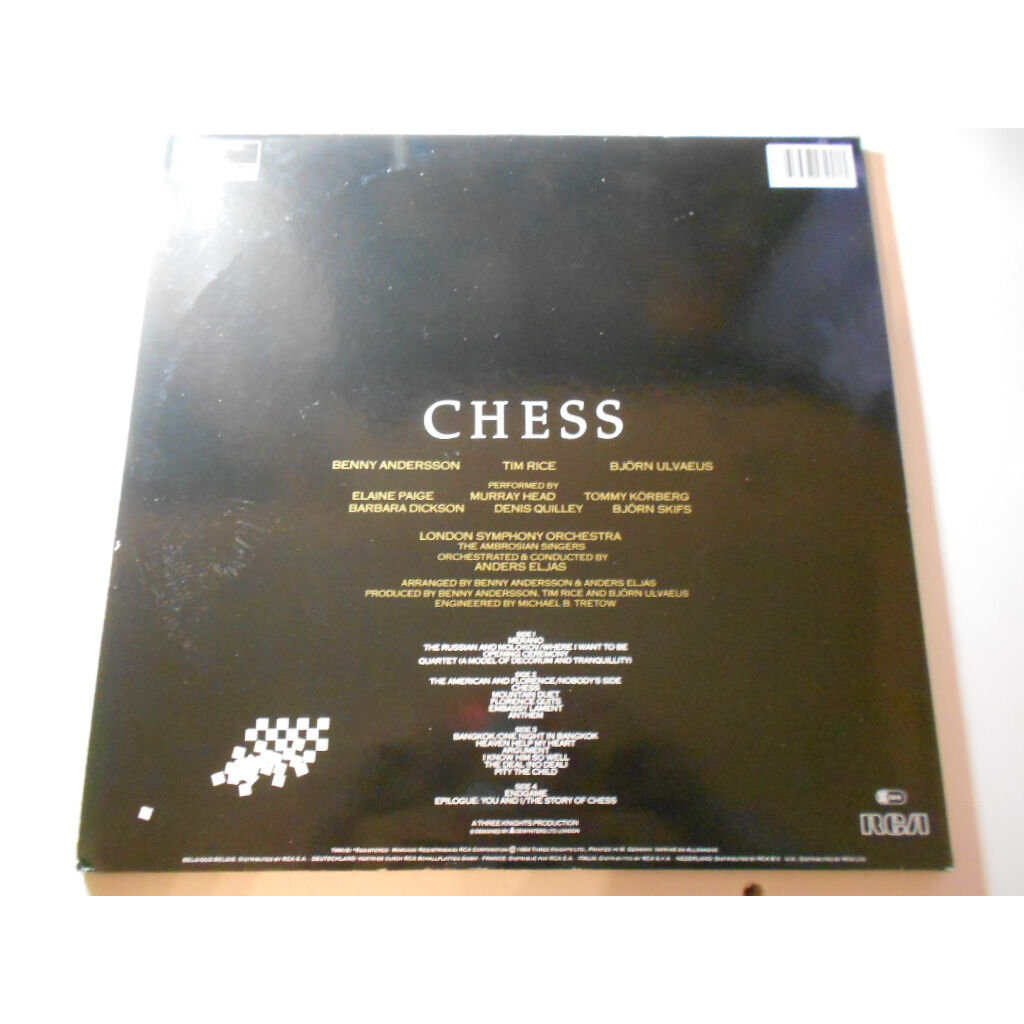 CHESS
BENNY ANDERSSON TIM RICE BJÖRN ULVAEUS
PERFORMED BY
ELAINE PAIGE MURRAY HEAD TOMMY KÖRBERG
BARBARA DICKSON DENIS QUILLEY BJÖRN SKIFS
LONDON SYMPHONY ORCHESTRA
THE AMBROSIAN SINGERS
ORCHESTRATED & CONDUCTED BY
ANDERS ELJAS
ARRANGED BY BENNY ANDERSSON & ANDERS ELJAS
PRODUCED BY BENNY ANDERSSON, TIM RICE AND BJÖRN ULVAEUS
ENGINEERED BY MICHAEL B. TRETOW
SIDE 1
MERANO
THE RUSSIAN AND MOLOKOV/WHERE I WANT TO BE
OPENING CEREMONY
QUARTET (A MODEL OF DECORUM AND TRANQUILLITY)
SIDE 2
THE AMERICAN AND FLORENCE/NOBODY'S SIDE
CHESS
MOUNTAIN DUET
FLORENCE QUITS
EMBASSY LAMENT
ANTHEM
SIDE 3
BANGKOK/ONE NIGHT IN BANGKOK
HEAVEN HELP MY HEART
ARGUMENT
I KNOW HIM SO WELL
THE DEAL (NO DEAL)
PITY THE CHILD
SIDE 4
ENDGAME
EPILOGUE: YOU AND I/THE STORY OF CHESS
A THREE KNIGHTS PRODUCTION
RCA